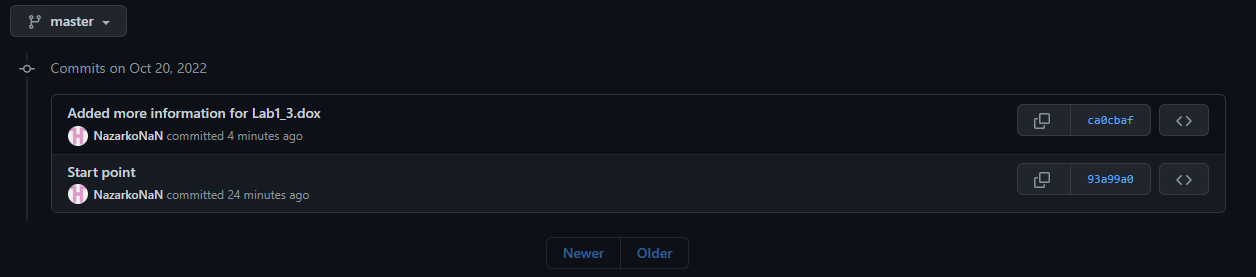 master
Commits on Oct 20, 2022
Added more information for Lab1_3.dox
NazarkoNaN committed 4 minutes ago
ca0cbaf
Start point
NazarkoNaN committed 24 minutes ago
93a99a0
Newer Older